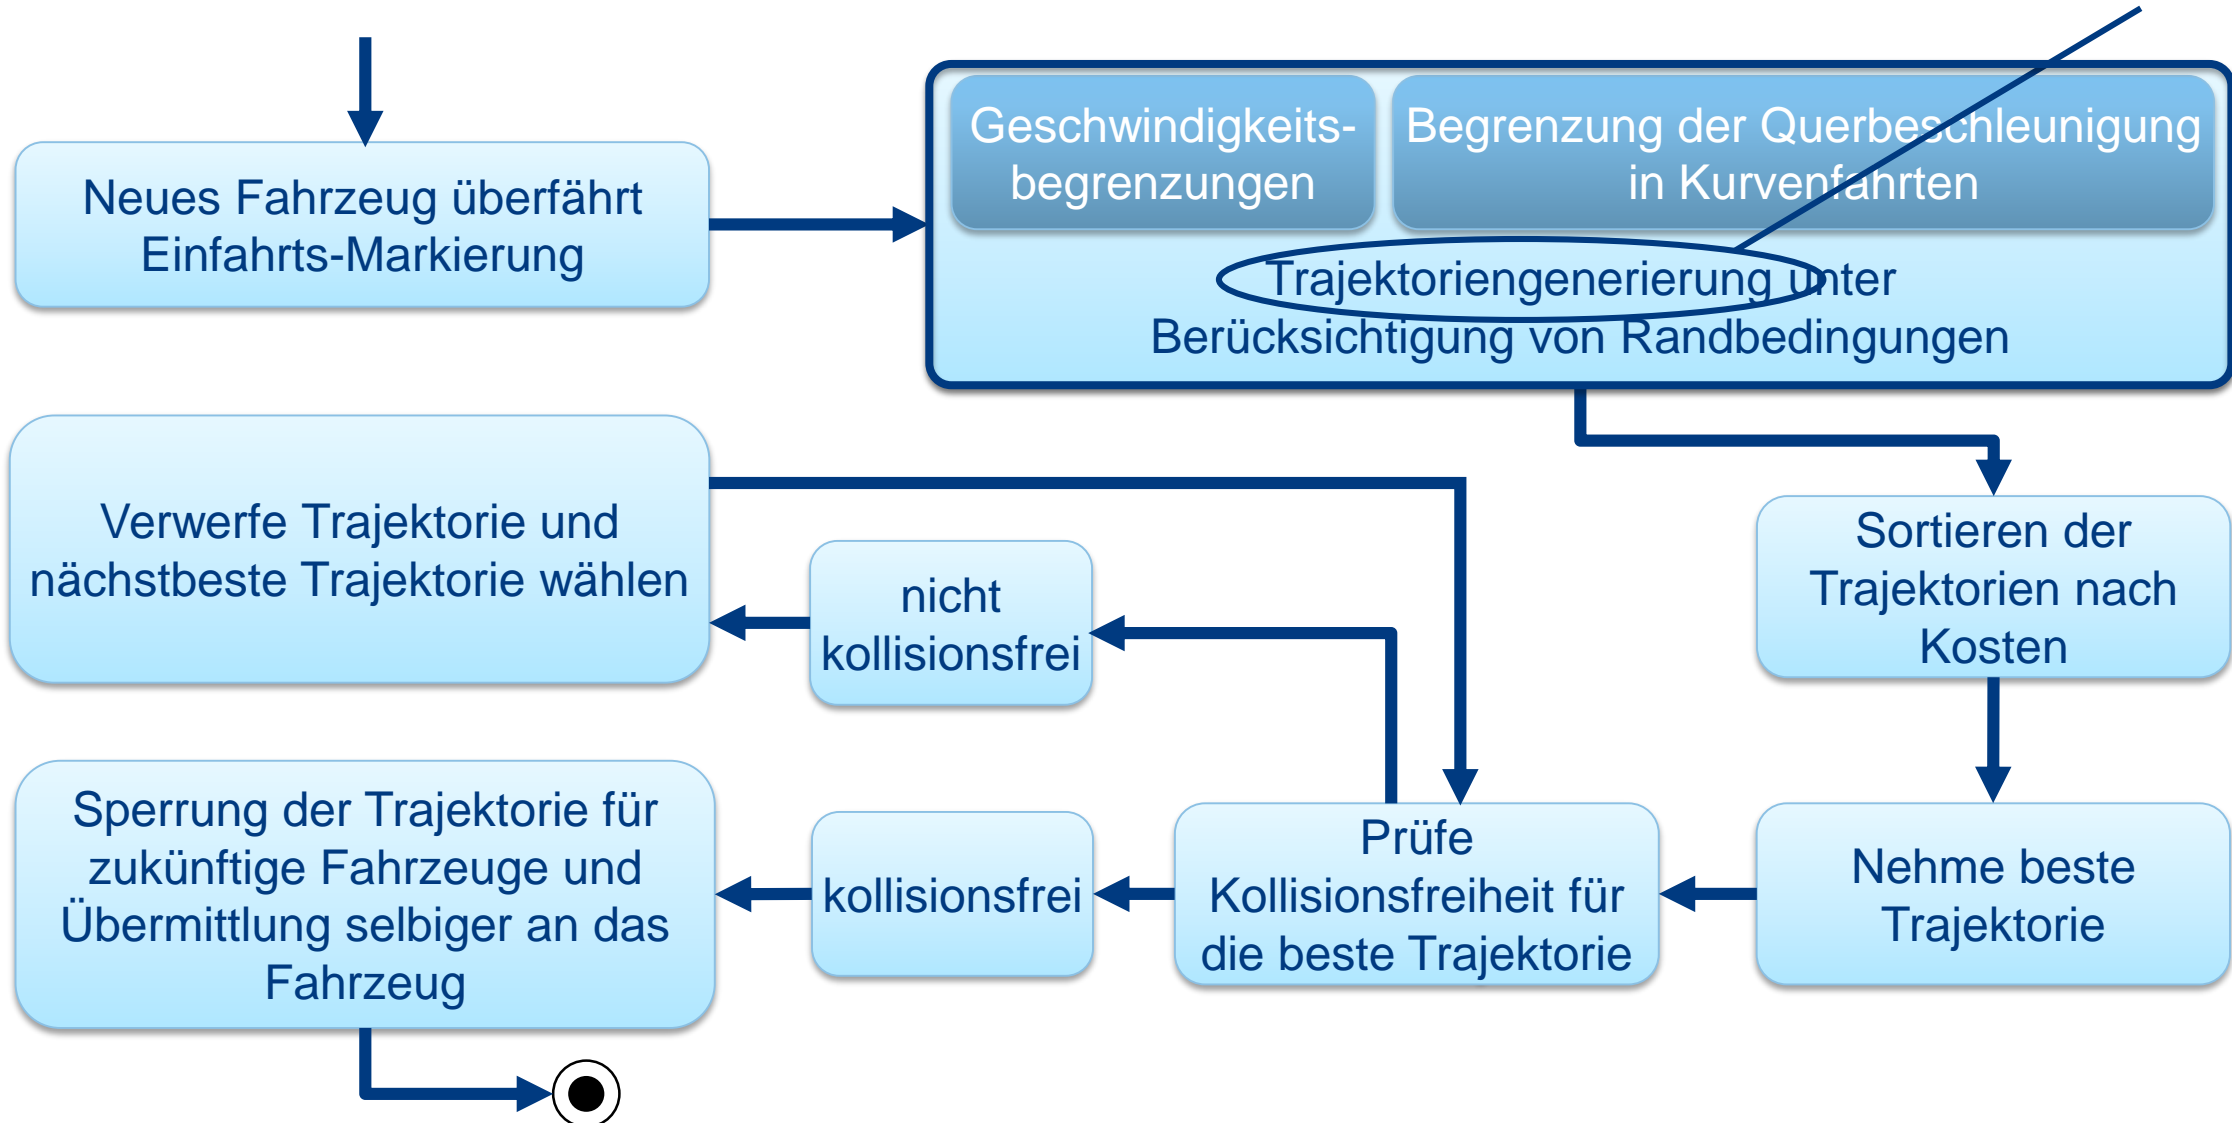 Neues Fahrzeug überfährt
Einfahrts-Markierung
Geschwindigkeits-
begrenzungen
Begrenzung der Querbeschleunigung
in Kurvenfahrten
Trajektoriengenerierung unter
Berücksichtigung von Randbedingungen
Sortieren der
Trajektorien nach
Kosten
Nehme beste
Trajektorie
Prüfe
Kollisionsfreiheit für
die beste Trajektorie
nicht
kollisionsfrei
Verwerfe Trajektorie und
nächstbeste Trajektorie wählen
kollisionsfrei
Sperrung der Trajektorie für
zukünftige Fahrzeuge und
Übermittlung selbiger an das
Fahrzeug